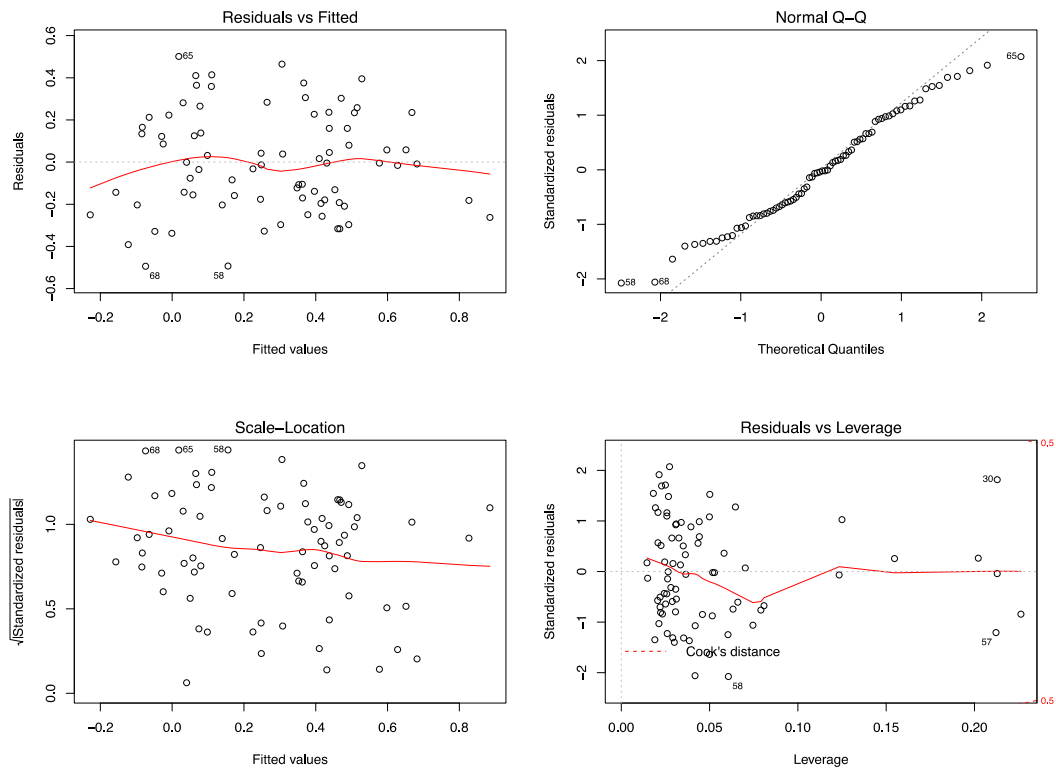 Residuals vs Fitted
Residuals
0.6
0.4
0.2
0.0
−0.2
−0.4
−0.6
65
68
58
−0.2 0.0 0.2 0.4 0.6 0.8
Fitted values
Normal Q−Q
Standardized residuals
2
1
0
−1
−2
65
58
68
−2 −1 0 1 2
Theoretical Quantiles
Scale−Location
√|Standardized residuals|
1.0
0.5
0.0
68
65
58
−0.2 0.0 0.2 0.4 0.6 0.8
Fitted values
Residuals vs Leverage
Standardized residuals
2
1
0
−1
−2
0.5
30
57
Cook's distance
58
0.5
0.00 0.05 0.10 0.15 0.20
Leverage